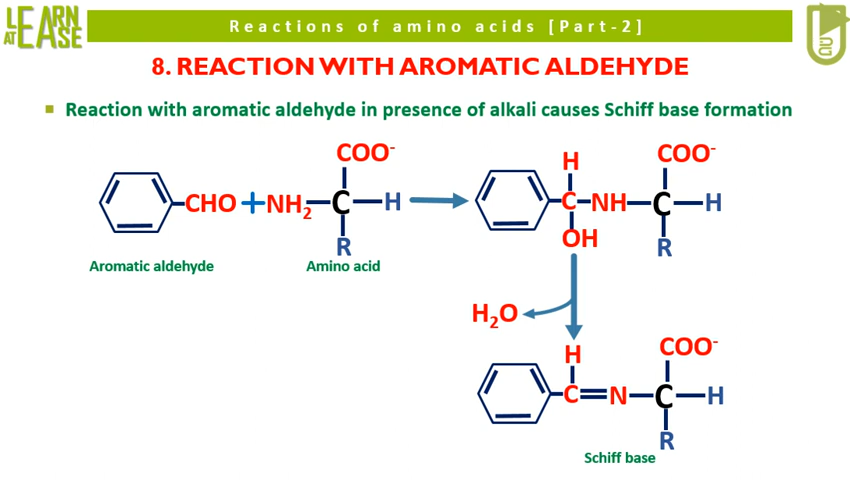 LEARN
AT EASE
Reactions of amino acids [Part-2]
8. REACTION WITH AROMATIC ALDEHYDE
Reaction with aromatic aldehyde in presence of alkali causes Schiff base formation
COO⁻
CHO + NH₂ C H
R
Aromatic aldehyde
Amino acid
H COO⁻
C NH C H
OH R
H₂O
H COO⁻
C N C H
R
Schiff base